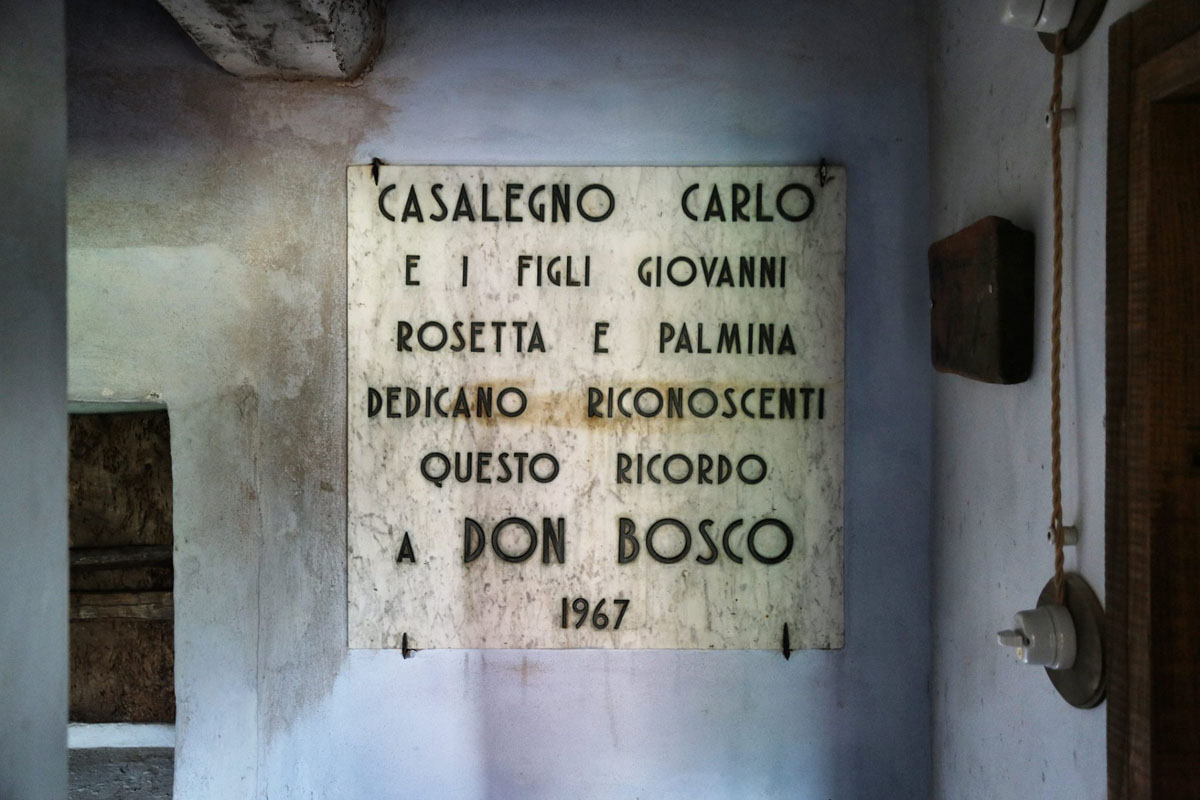 CASALEGNO CARLO
E I FIGLI GIOVANNI
ROSETTA E PALMINA
DEDICANO RICONOSCENTI
QUESTO RICORDO
A DON BOSCO
1967